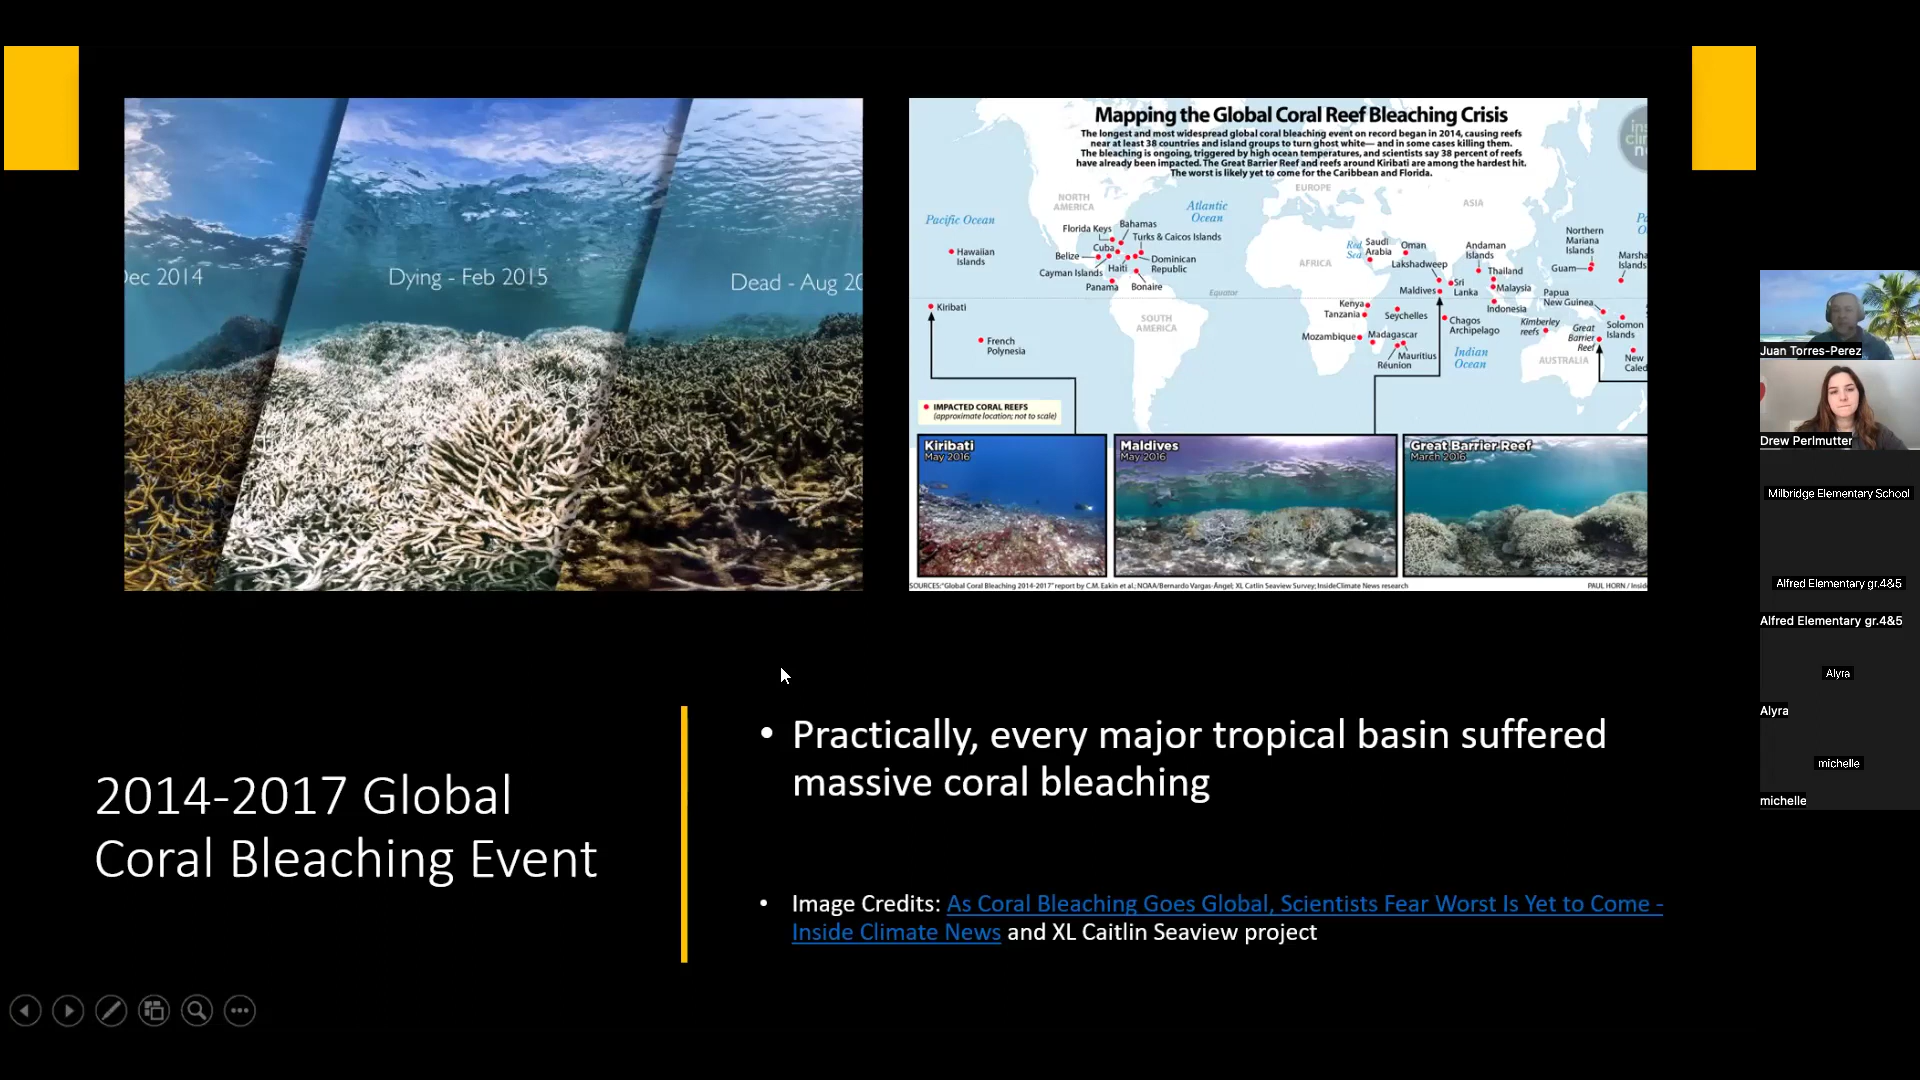 Dec 2014
Dying - Feb 2015
Dead - Aug 20
Mapping the Global Coral Reef Bleaching Crisis
The longest and most widespread global coral bleaching event on record began in 2014, causing reefs
near at least 38 countries and island groups to turn ghost white— and in some cases killing them.
The bleaching is ongoing, triggered by high ocean temperatures, and scientists say 38 percent of reefs
have already been impacted. The Great Barrier Reef and reefs around Kiribati are among the hardest hit.
The worst is likely yet to come for the Caribbean and Florida.
NORTH
AMERICA
EUROPE
ASIA
Pacific Ocean
Atlantic
Ocean
Hawaiian
Islands
Florida Keys
Bahamas
Turks & Caicos Islands
Cuba
Belize
Cayman Islands
Haiti
Dominican
Republic
Panama
Bonaire
Equator
Kiribati
French
Polynesia
SOUTH
AMERICA
AFRICA
Red
Sea
Saudi
Arabia
Oman
Lakshadweep
Maldives
Sri
Lanka
Andaman
Islands
Thailand
Malaysia
Indonesia
Kenya
Tanzania
Seychelles
Chagos
Archipelago
Mozambique
Madagascar
Mauritius
Réunion
Indian
Ocean
Northern
Mariana
Islands
Guam
Marsha
Islands
Papua
New Guinea
Kimberley
reefs
Great
Barrier
Reef
Solomon
Islands
AUSTRALIA
New
Caled
IMPACTED CORAL REEFS
(approximate location; not to scale)
Kiribati
May 2016
Maldives
May 2016
Great Barrier Reef
March 2016
SOURCES: "Global Coral Bleaching 2014-2017" report by C.M. Eakin et al.; NOAA/Bernardo Vargas-Ángel; XL Catlin Seaview Survey; InsideClimate News research
PAUL HORN / Insid
2014-2017 Global
Coral Bleaching Event
• Practically, every major tropical basin suffered
massive coral bleaching
• Image Credits: As Coral Bleaching Goes Global, Scientists Fear Worst Is Yet to Come -
Inside Climate News and XL Caitlin Seaview project
Juan Torres-Perez
Drew Perlmutter
Milbridge Elementary School
Alfred Elementary gr.4&5
Alfred Elementary gr.4&5
Alyra
Alyra
michelle
michelle